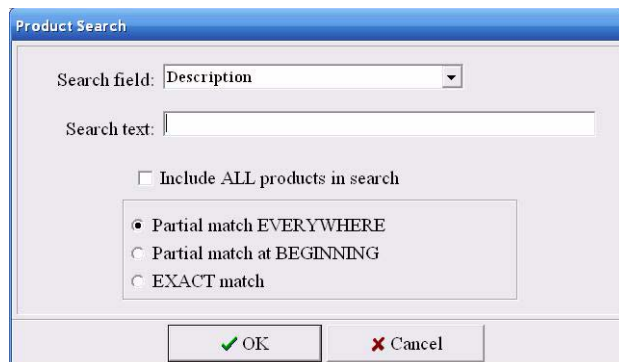 Product Search
Search field: Description
Search text:
Include ALL products in search
Partial match EVERYWHERE
Partial match at BEGINNING
EXACT match
OK Cancel